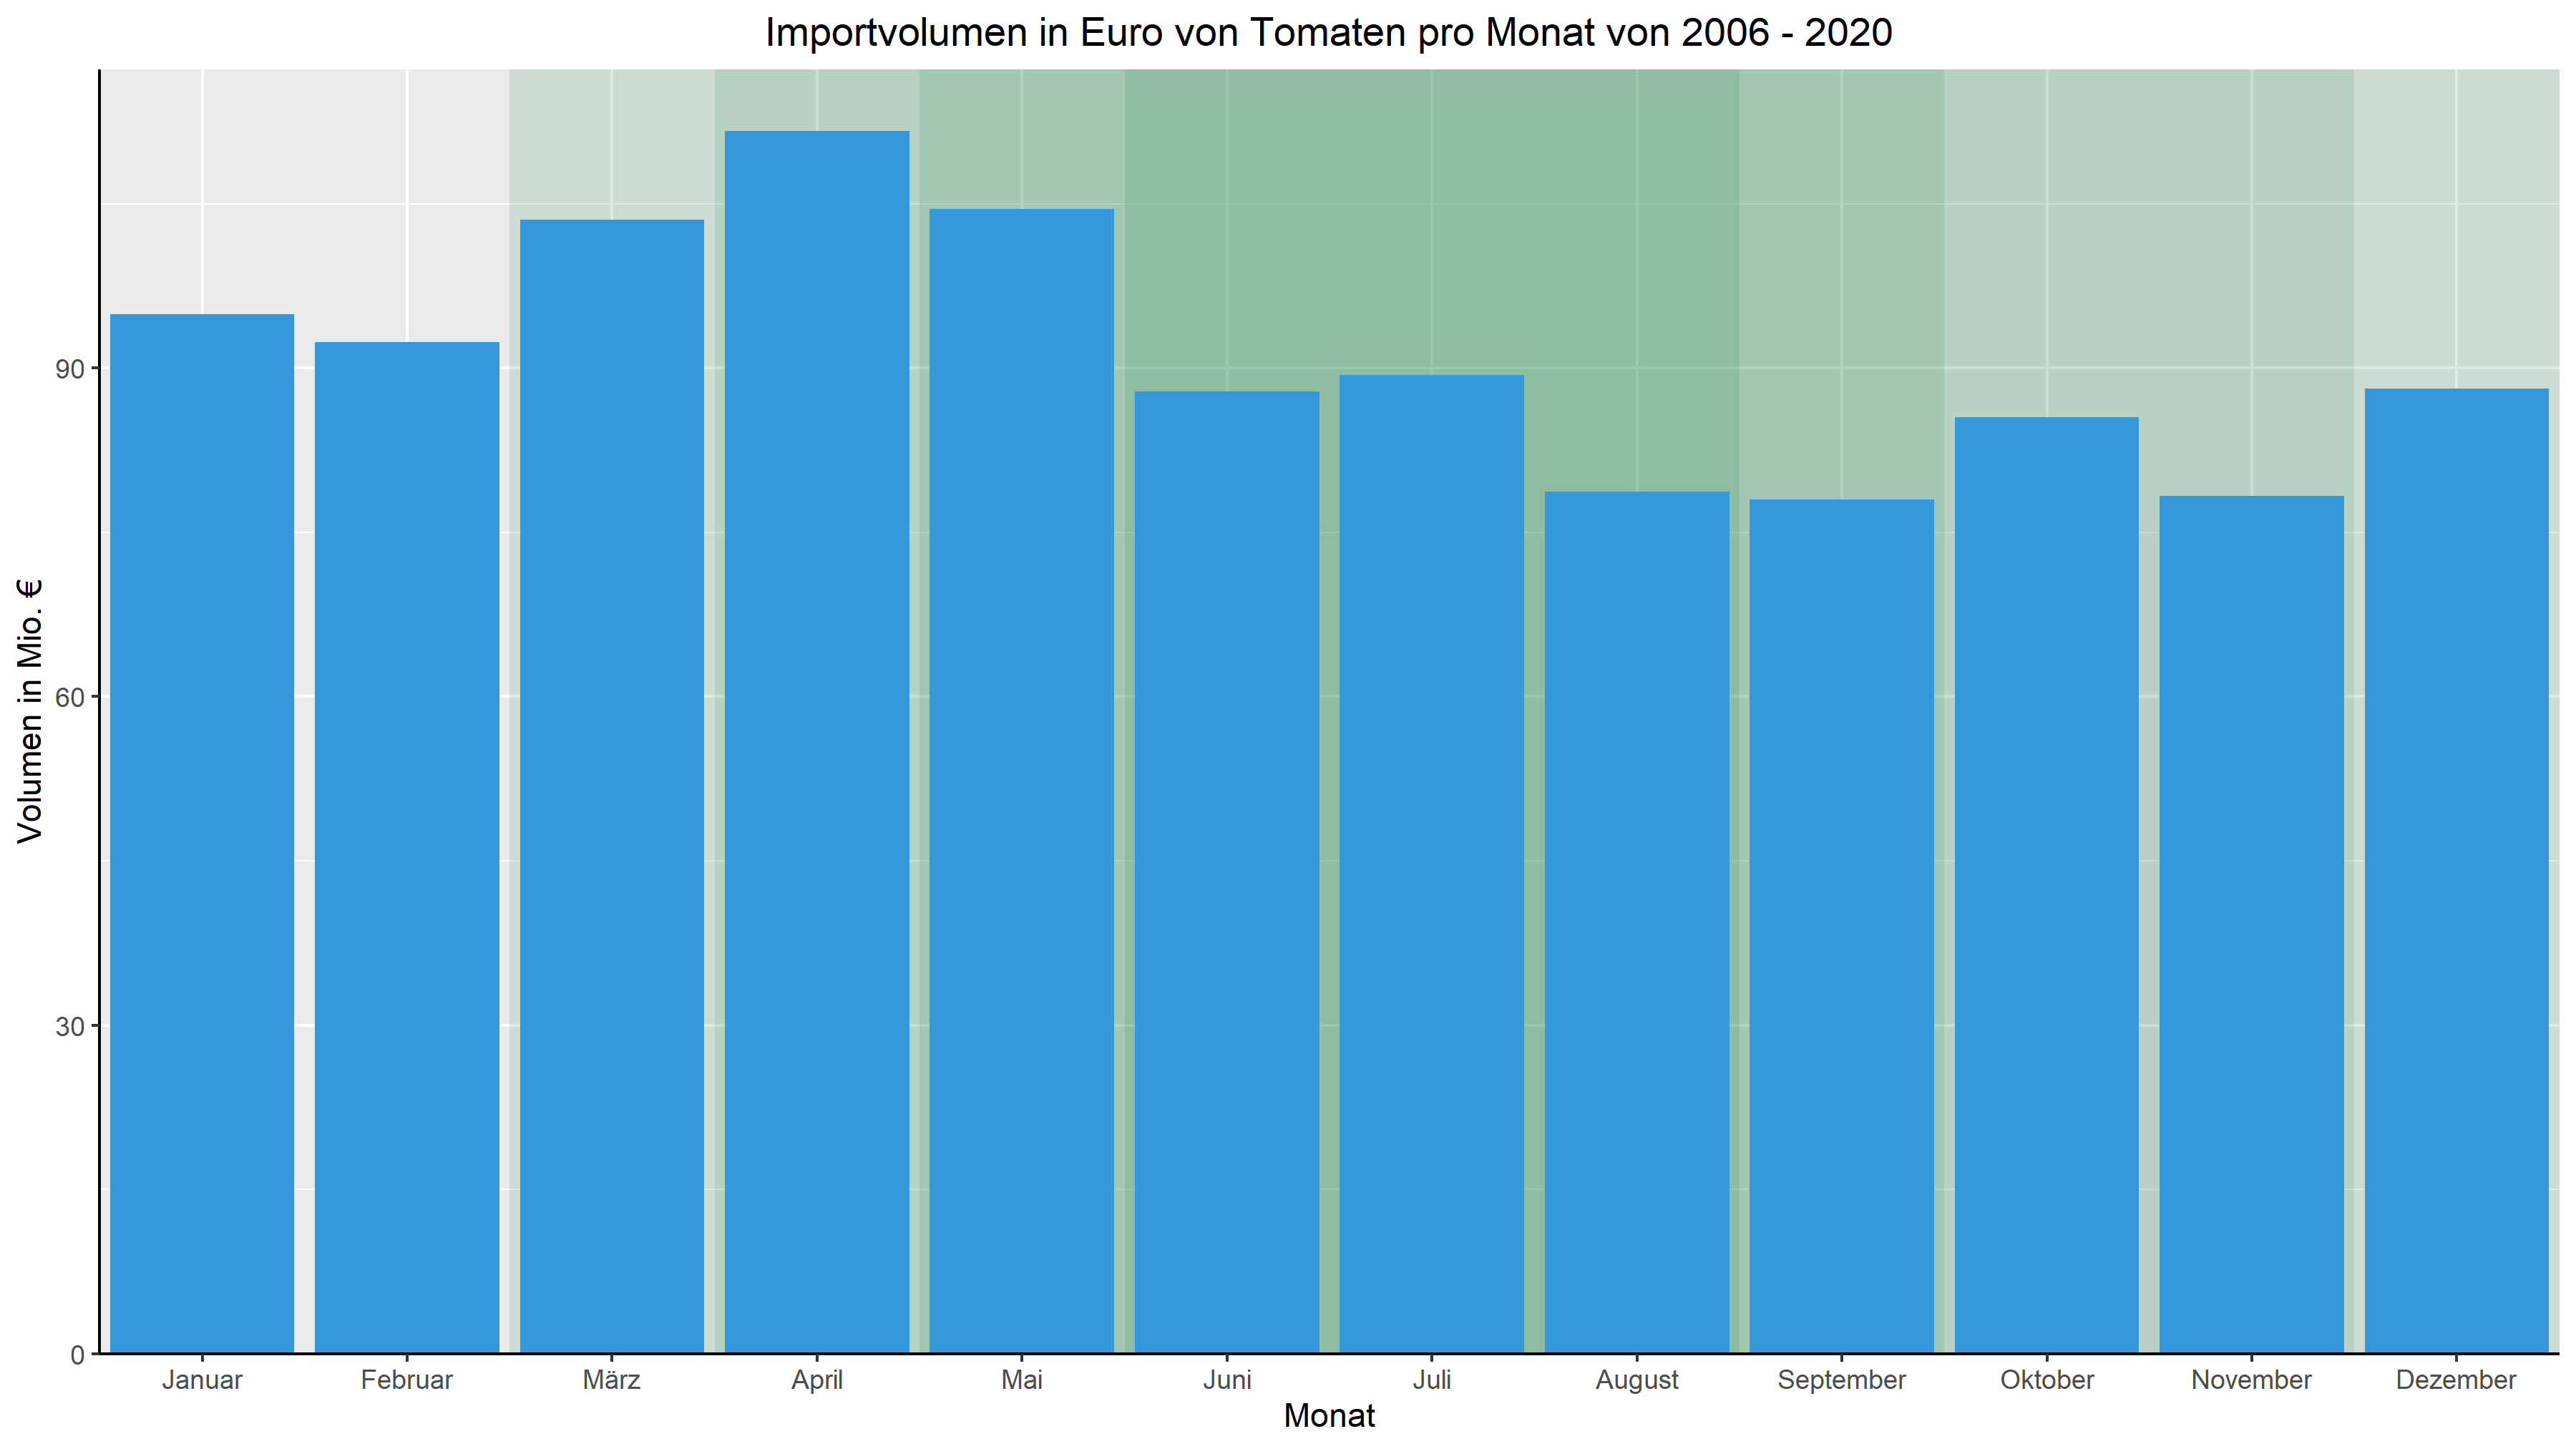 Importvolumen in Euro von Tomaten pro Monat von 2006 - 2020
Volumen in Mio. €
90
60
30
0
Januar Februar März April Mai Juni Juli August September Oktober November Dezember
Monat